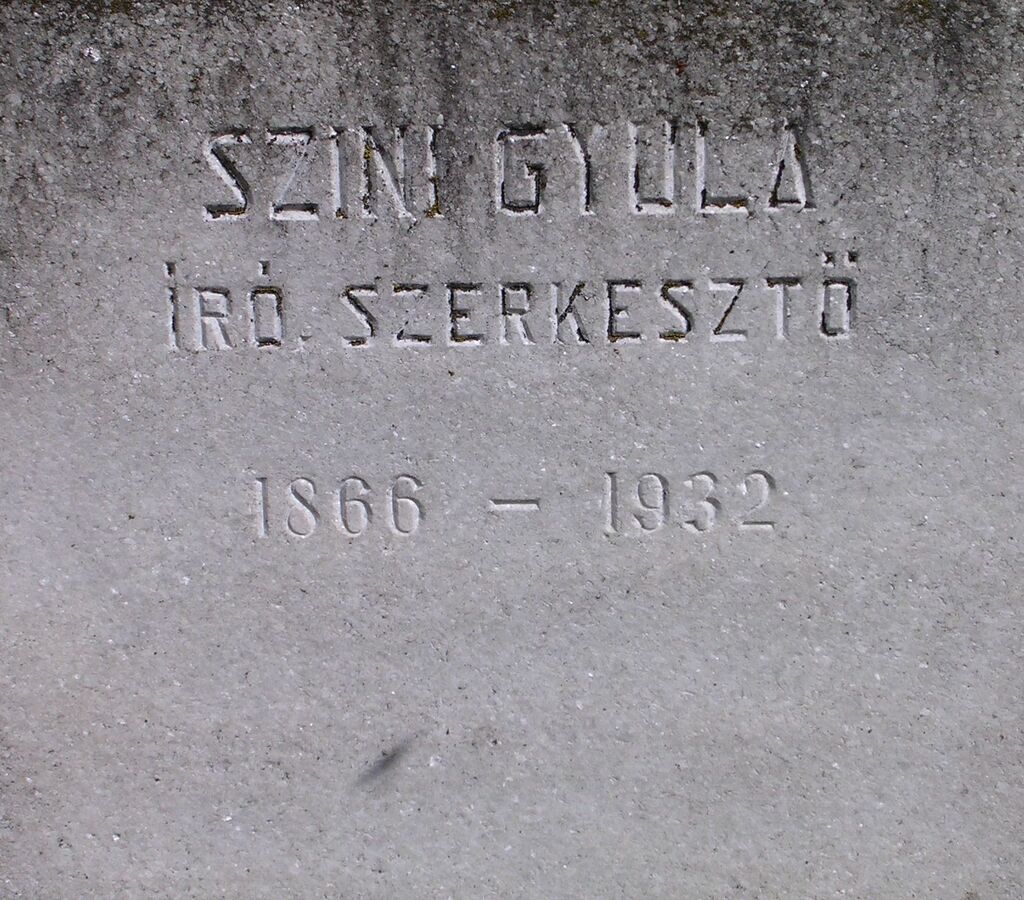 SZINI GYULA
ÍRÓ. SZERKESZTŐ
1866 – 1932